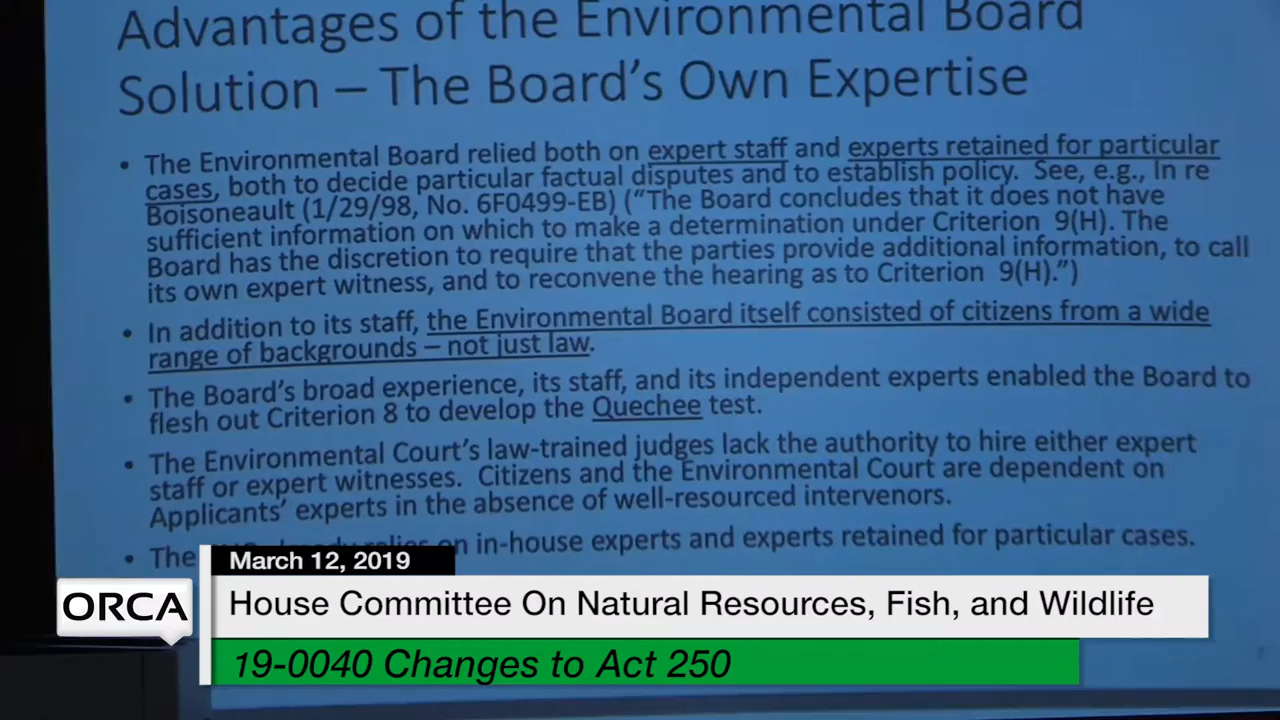 Advantages of the Environmental Board
Solution – The Board's Own Expertise
• The Environmental Board relied both on expert staff and experts retained for particular
cases, both to decide particular factual disputes and to establish policy. See, e.g., In re
Boisoneault (1/29/98, No. 6F0499-EB) ("The Board concludes that it does not have
sufficient information on which to make a determination under Criterion 9(H). The
Board has the discretion to require that the parties provide additional information, to call
its own expert witness, and to reconvene the hearing as to Criterion 9(H).")
• In addition to its staff, the Environmental Board itself consisted of citizens from a wide
range of backgrounds – not just law.
• The Board's broad experience, its staff, and its independent experts enabled the Board to
flesh out Criterion 8 to develop the Quechee test.
• The Environmental Court's law-trained judges lack the authority to hire either expert
staff or expert witnesses. Citizens and the Environmental Court are dependent on
Applicants' experts in the absence of well-resourced intervenors.
• The relies on in-house experts and experts retained for particular cases.
March 12, 2019
ORCA
House Committee On Natural Resources, Fish, and Wildlife
19-0040 Changes to Act 250